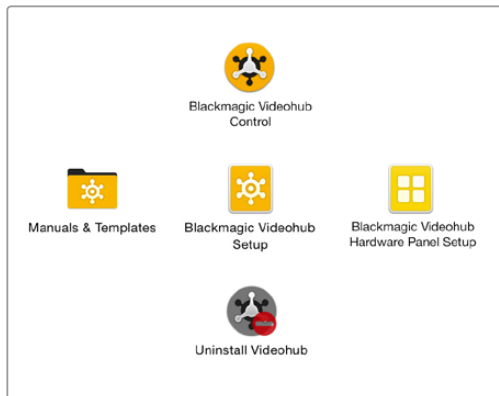 Blackmagic Videohub
Control
Manuals & Templates
Blackmagic Videohub
Setup
Blackmagic Videohub
Hardware Panel Setup
Uninstall Videohub